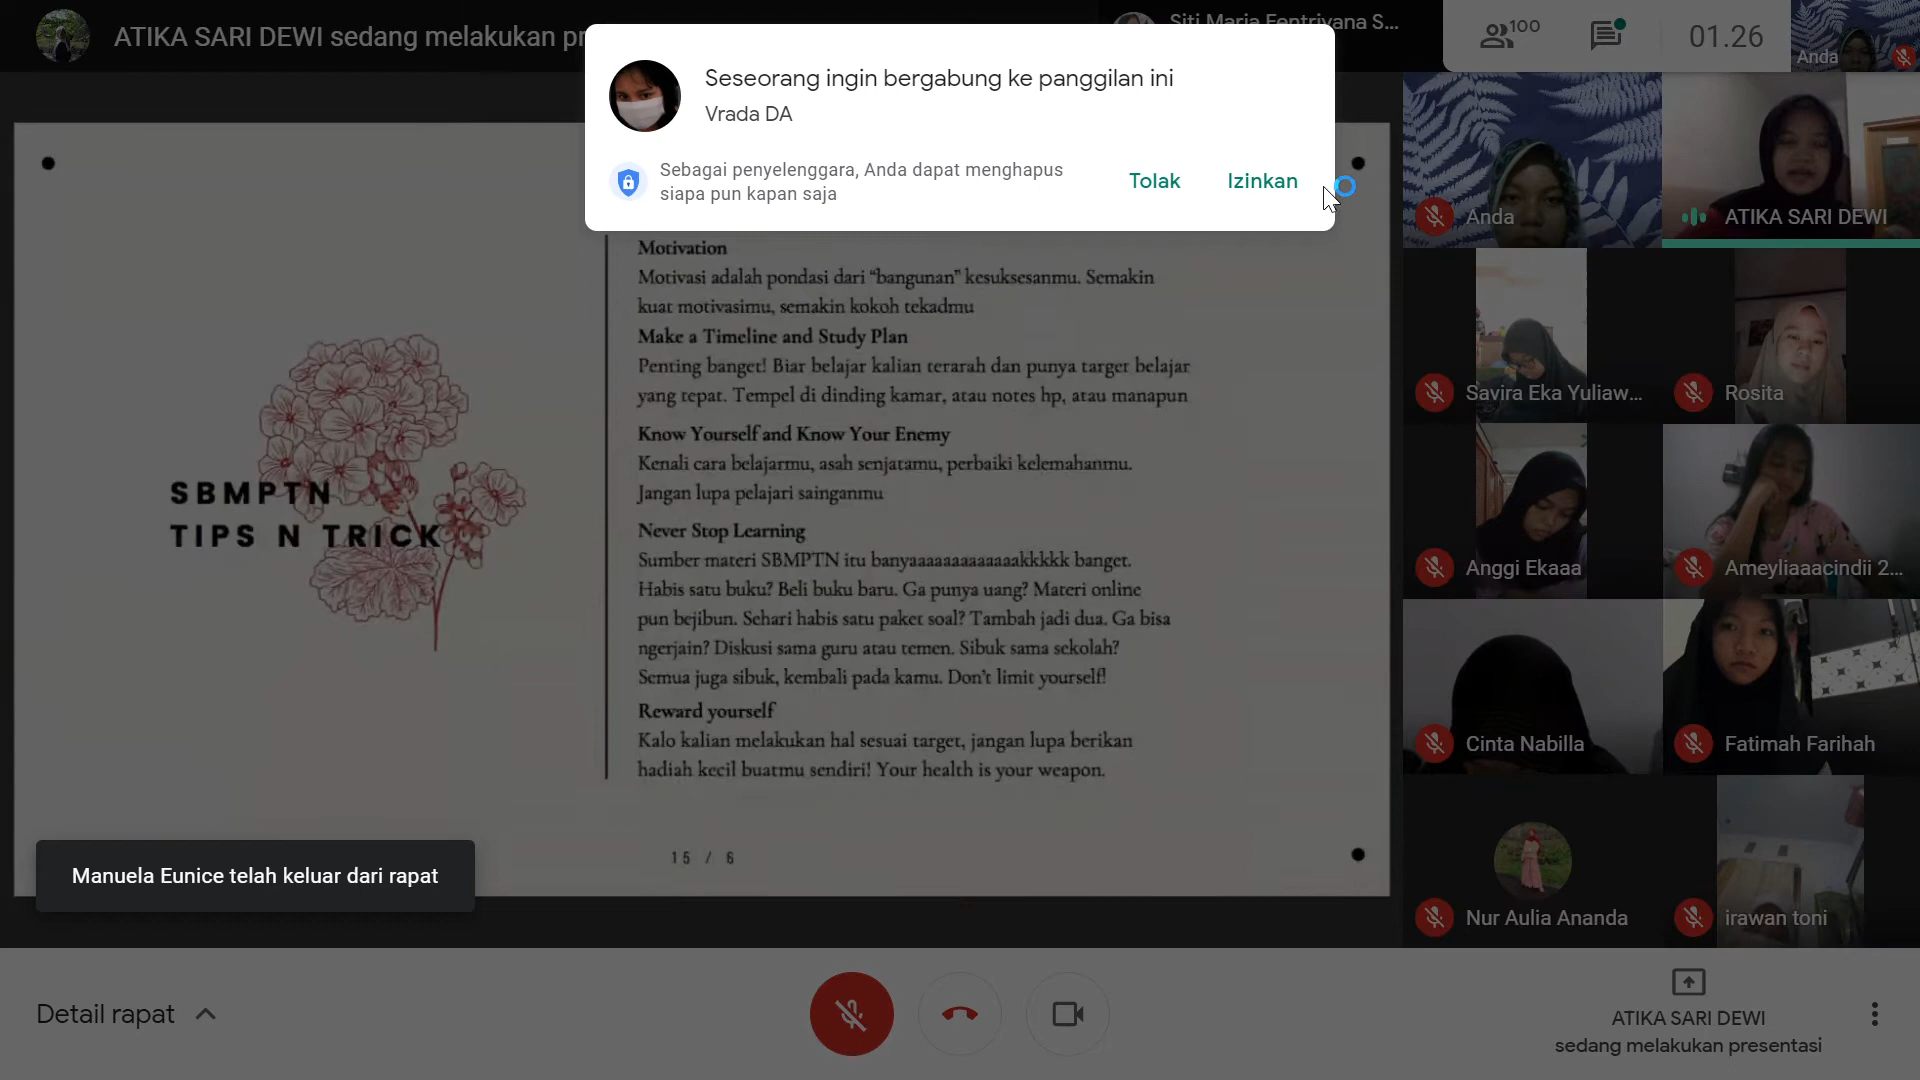 ATIKA SARI DEWI sedang melakukan
Siti Maria Fentriyana S...
100
01.26
Anda
Seseorang ingin bergabung ke panggilan ini
Vrada DA
Sebagai penyelenggara, Anda dapat menghapus
siapa pun kapan saja
Tolak
Izinkan
SBMPTN
TIPS N TRICK
Motivation
Motivasi adalah pondasi dari “bangunan” kesuksesanmu. Semakin
kuat motivasimu, semakin kokoh tekadmu
Make a Timeline and Study Plan
Penting banget! Biar belajar kalian terarah dan punya target belajar
yang tepat. Tempel di dinding kamar, atau notes hp, atau manapun
Know Yourself and Know Your Enemy
Kenali cara belajarmu, asah senjatamu, perbaiki kelemahanmu.
Jangan lupa pelajari sainganmu
Never Stop Learning
Sumber materi SBMPTN itu banyaaaaaaaaaaaaakkkkk banget.
Habis satu buku? Beli buku baru. Ga punya uang? Materi online
pun bejibun. Sehari habis satu paket soal? Tambah jadi dua. Ga bisa
ngerjain? Diskusi sama guru atau temen. Sibuk sama sekolah?
Semua juga sibuk, kembali pada kamu. Don’t limit yourself!
Reward yourself
Kalo kalian melakukan hal sesuai target, jangan lupa berikan
hadiah kecil buatmu sendiri! Your health is your weapon.
15 / 6
Anda
ATIKA SARI DEWI
Savira Eka Yuliaw...
Rosita
Anggi Ekaaa
Ameyliaaacindii 2...
Cinta Nabilla
Fatimah Farihah
Nur Aulia Ananda
irawan toni
Manuela Eunice telah keluar dari rapat
Detail rapat
ATIKA SARI DEWI
sedang melakukan presentasi